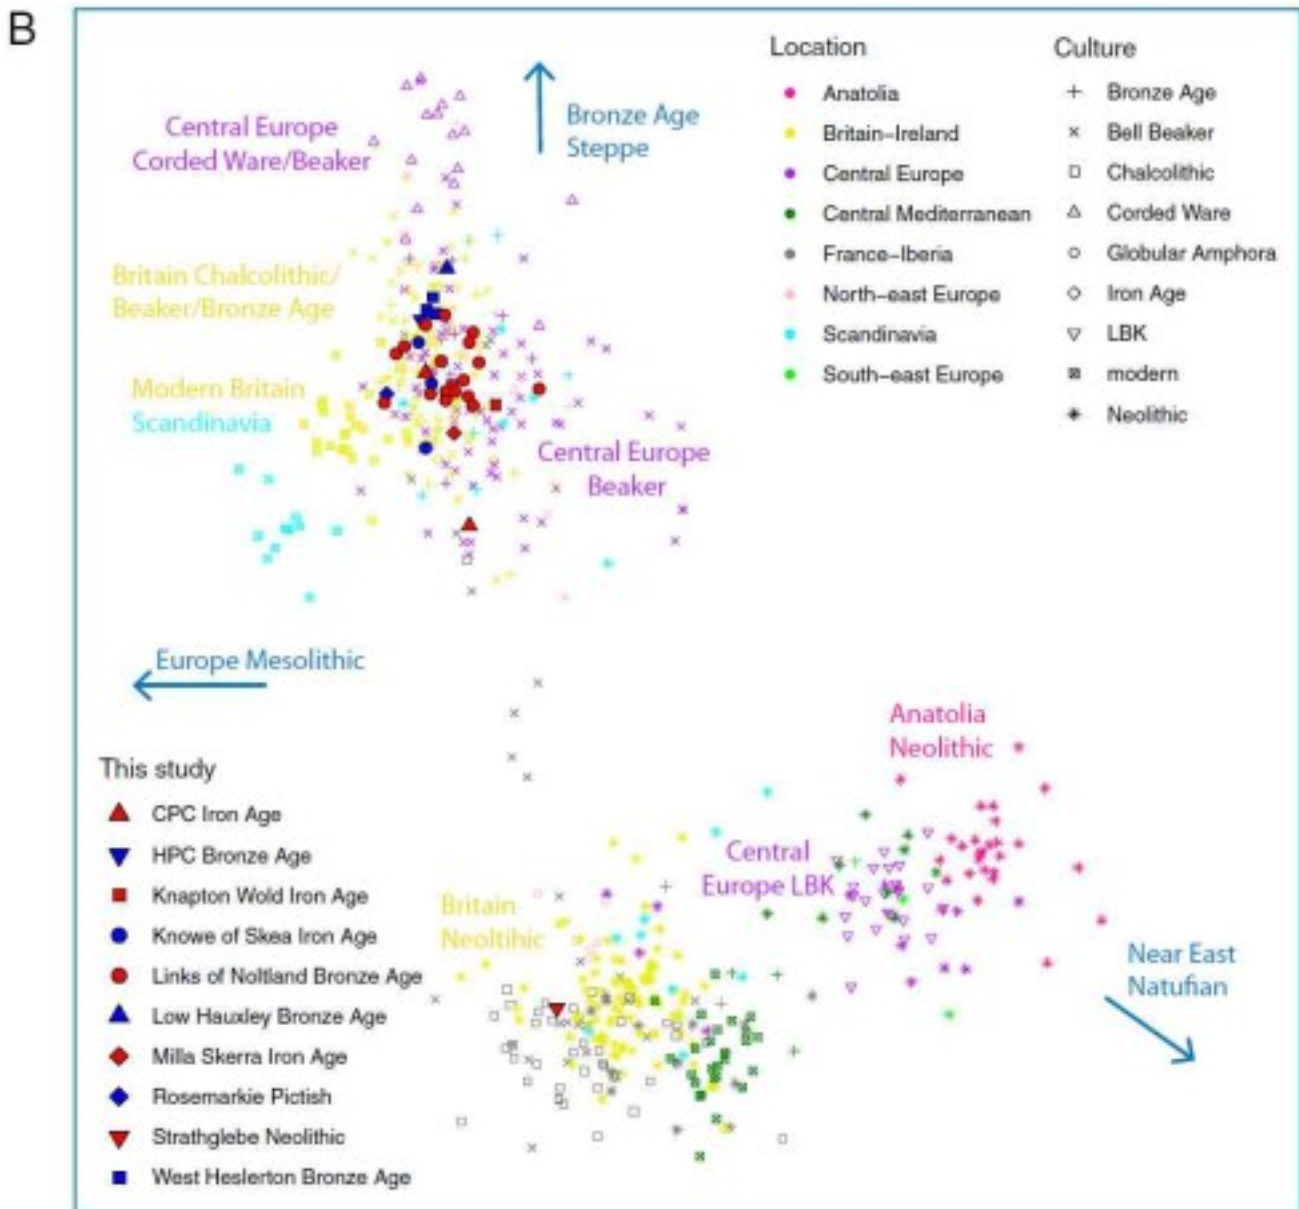 B
Location
Culture
Anatolia
Britain-Ireland
Central Europe
Central Mediterranean
France-Iberia
North-east Europe
Scandinavia
South-east Europe
Bronze Age
Bell Beaker
Chalcolithic
Corded Ware
Globular Amphora
Iron Age
LBK
modern
Neolithic
Central Europe
Corded Ware/Beaker
Bronze Age
Steppe
Britain Chalcolithic/
Beaker/Bronze Age
Modern Britain
Scandinavia
Central Europe
Beaker
Europe Mesolithic
Anatolia
Neolithic
Central
Europe LBK
Britain
Neoltihic
Near East
Natufian
This study
CPC Iron Age
HPC Bronze Age
Knapton Wold Iron Age
Knowe of Skea Iron Age
Links of Noltland Bronze Age
Low Hauxley Bronze Age
Milla Skerra Iron Age
Rosemarkie Pictish
Strathglebe Neolithic
West Heslerton Bronze Age